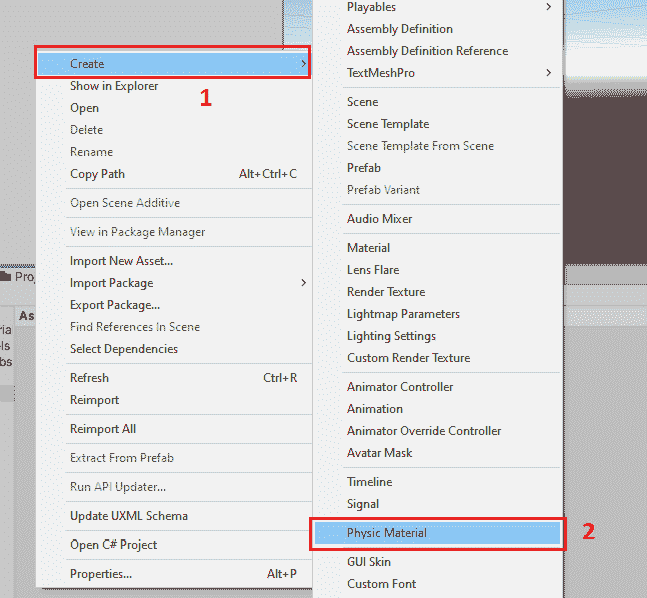 Create
1
Show in Explorer
Open
Delete
Rename
Copy Path Alt+Ctrl+C
Open Scene Additive
View in Package Manager
Import New Asset...
Import Package
Export Package...
Find References In Scene
Select Dependencies
Refresh Ctrl+R
Reimport
Reimport All
Extract From Prefab
Run API Updater...
Update UXML Schema
Open C# Project
Properties... Alt+P
Playables
Assembly Definition
Assembly Definition Reference
TextMeshPro
Scene
Scene Template
Scene Template From Scene
Prefab
Prefab Variant
Audio Mixer
Material
Lens Flare
Render Texture
Lightmap Parameters
Lighting Settings
Custom Render Texture
Animator Controller
Animation
Animator Override Controller
Avatar Mask
Timeline
Signal
Physic Material
2
GUI Skin
Custom Font